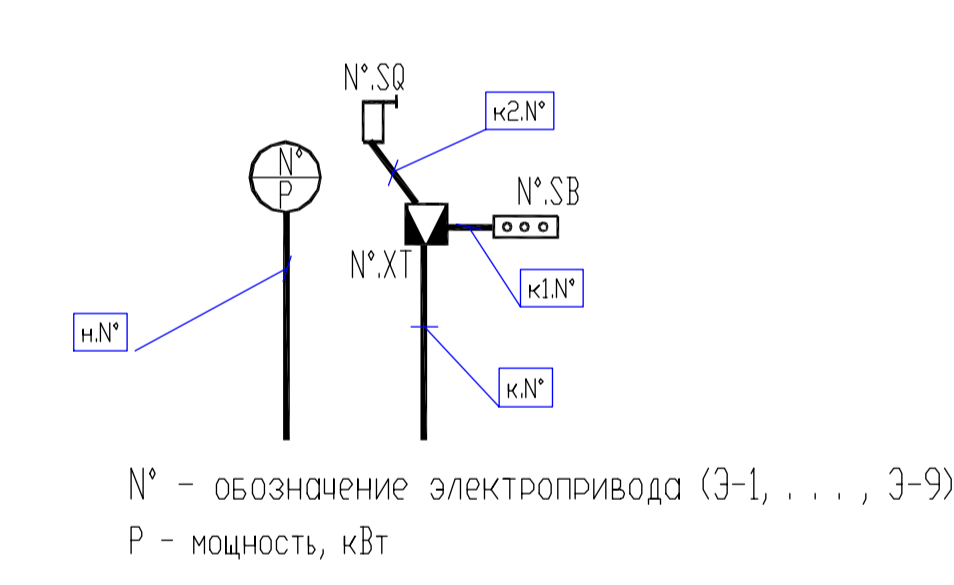 N°.SQ
к2.N°
N°
P
N°.SB
N°.XT
к1.N°
н.N°
к.N°
N° - обозначение электропривода (Э-1, . . . , Э-9)
P - мощность, кВт